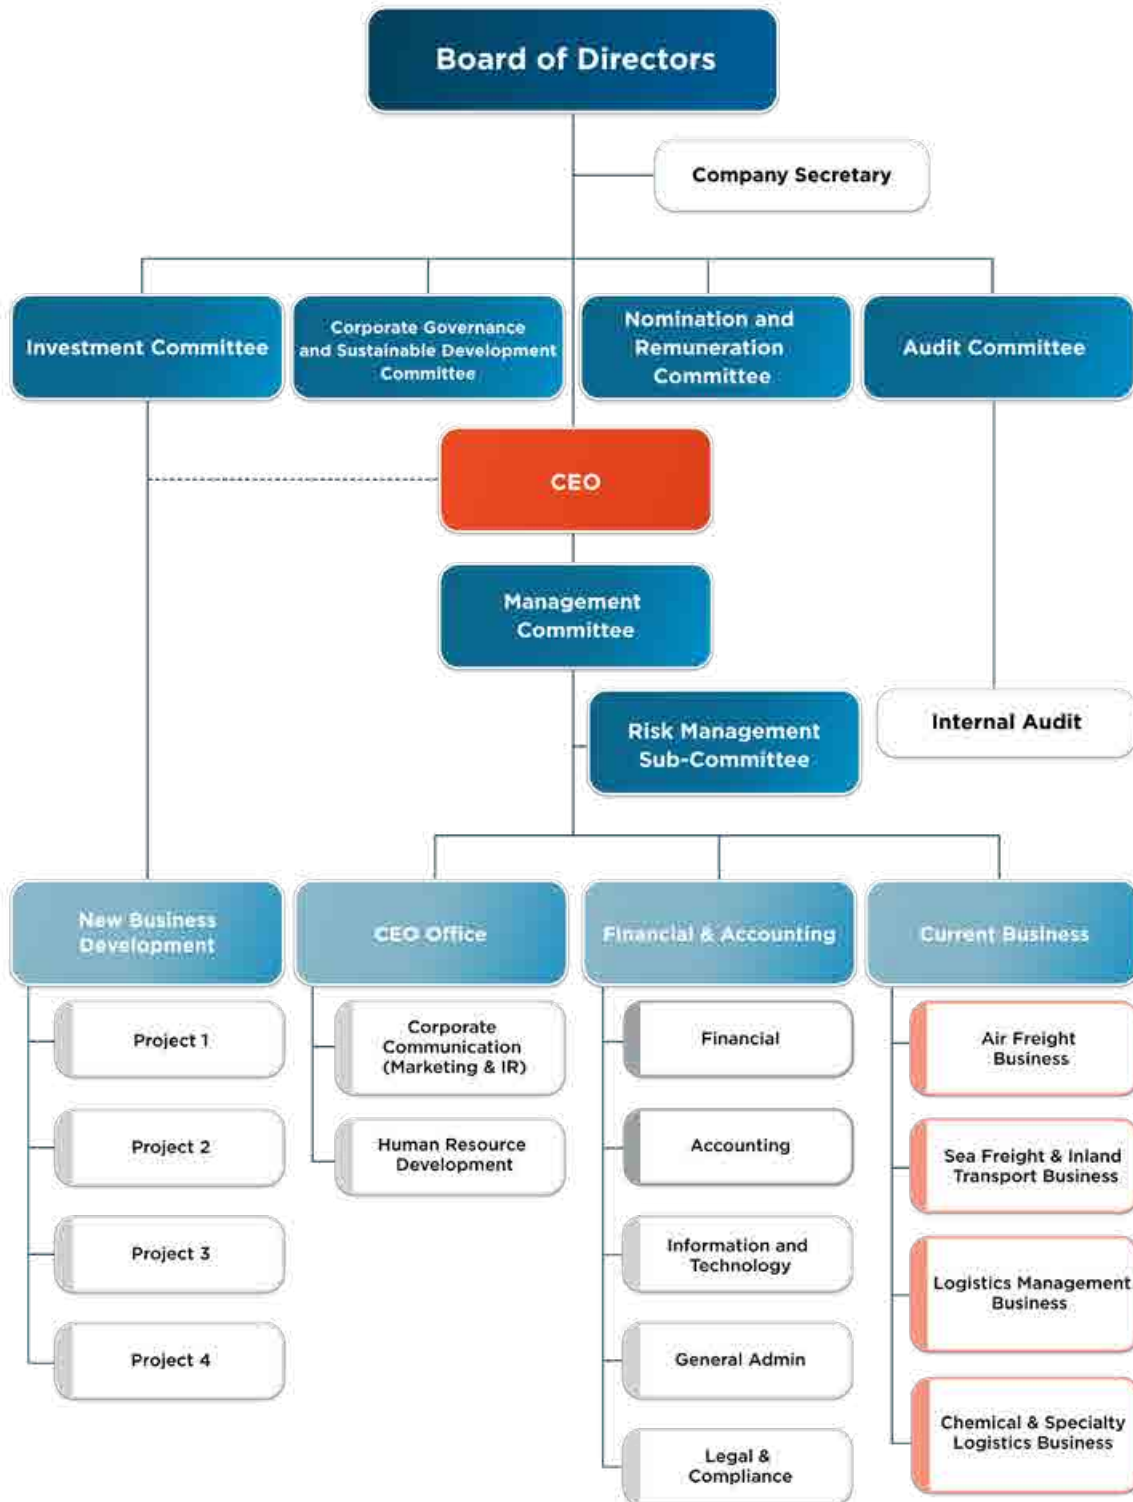 Board of Directors
Company Secretary
Investment Committee
Corporate Governance
and Sustainable Development
Committee
Nomination and
Remuneration
Committee
Audit Committee
CEO
Management
Committee
Risk Management
Sub-Committee
Internal Audit
New Business
Development
CEO Office
Financial & Accounting
Current Business
Project 1
Project 2
Project 3
Project 4
Corporate
Communication
(Marketing & IR)
Human Resource
Development
Financial
Accounting
Information and
Technology
General Admin
Legal &
Compliance
Air Freight
Business
Sea Freight & Inland
Transport Business
Logistics Management
Business
Chemical & Specialty
Logistics Business